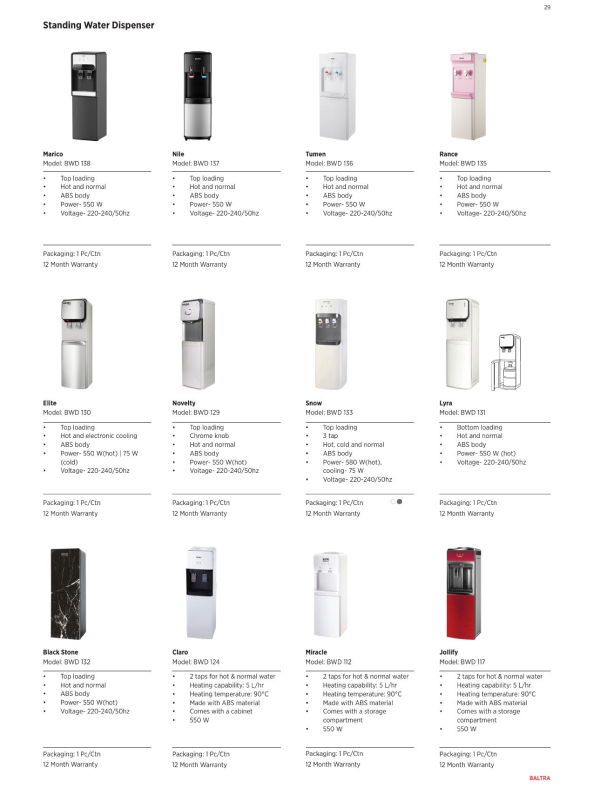 29
Standing Water Dispenser
Marico
Model: BWD 138
• Top loading
• Hot and normal
• ABS body
• Power- 550 W
• Voltage- 220-240/50hz
Packaging: 1 Pc/Ctn
12 Month Warranty
Nile
Model: BWD 137
• Top loading
• Hot and normal
• ABS body
• Power- 550 W
• Voltage- 220-240/50hz
Packaging: 1 Pc/Ctn
12 Month Warranty
Tumen
Model: BWD 136
• Top loading
• Hot and normal
• ABS body
• Power- 550 W
• Voltage- 220-240/50hz
Packaging: 1 Pc/Ctn
12 Month Warranty
Rance
Model: BWD 135
• Top loading
• Hot and normal
• ABS body
• Power- 550 W
• Voltage- 220-240/50hz
Packaging: 1 Pc/Ctn
12 Month Warranty
Elite
Model: BWD 130
• Top loading
• Hot and electronic cooling
• ABS body
• Power- 550 W(hot) | 75 W
(cold)
• Voltage- 220-240/50hz
Packaging: 1 Pc/Ctn
12 Month Warranty
Novelty
Model: BWD 129
• Top loading
• Chrome knob
• Hot and normal
• ABS body
• Power- 550 W(hot)
• Voltage- 220-240/50hz
Packaging: 1 Pc/Ctn
12 Month Warranty
Snow
Model: BWD 133
• Top loading
• 3 tap
• Hot, cold and normal
• ABS body
• Power- 580 W(hot),
cooling- 75 W
• Voltage- 220-240/50hz
Packaging: 1 Pc/Ctn
12 Month Warranty
Lyra
Model: BWD 131
• Bottom loading
• Hot and normal
• ABS body
• Power- 550 W (hot)
• Voltage- 220-240/50hz
Packaging: 1 Pc/Ctn
12 Month Warranty
Black Stone
Model: BWD 132
• Top loading
• Hot and normal
• ABS body
• Power- 550 W(hot)
• Voltage- 220-240/50hz
Packaging: 1 Pc/Ctn
12 Month Warranty
Claro
Model: BWD 124
• 2 taps for hot & normal water
• Heating capability: 5 L/hr
• Heating temperature: 90°C
• Made with ABS material
• Comes with a cabinet
• 550 W
Packaging: 1 Pc/Ctn
12 Month Warranty
Miracle
Model: BWD 112
• 2 taps for hot & normal water
• Heating capability: 5 L/hr
• Heating temperature: 90°C
• Made with ABS material
• Comes with a storage
compartment
• 550 W
Packaging: 1 Pc/Ctn
12 Month Warranty
Jollify
Model: BWD 117
• 2 taps for hot & normal water
• Heating capability: 5 L/hr
• Heating temperature: 90°C
• Made with ABS material
• Comes with a storage
compartment
• 550 W
Packaging: 1 Pc/Ctn
12 Month Warranty
BALTRA